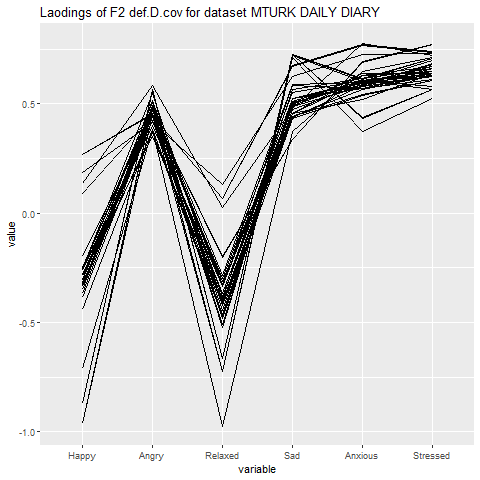 Laodings of F2 def.D.cov for dataset MTURK DAILY DIARY
0.5
0.0
-0.5
-1.0
value
Happy Angry Relaxed Sad Anxious Stressed
variable